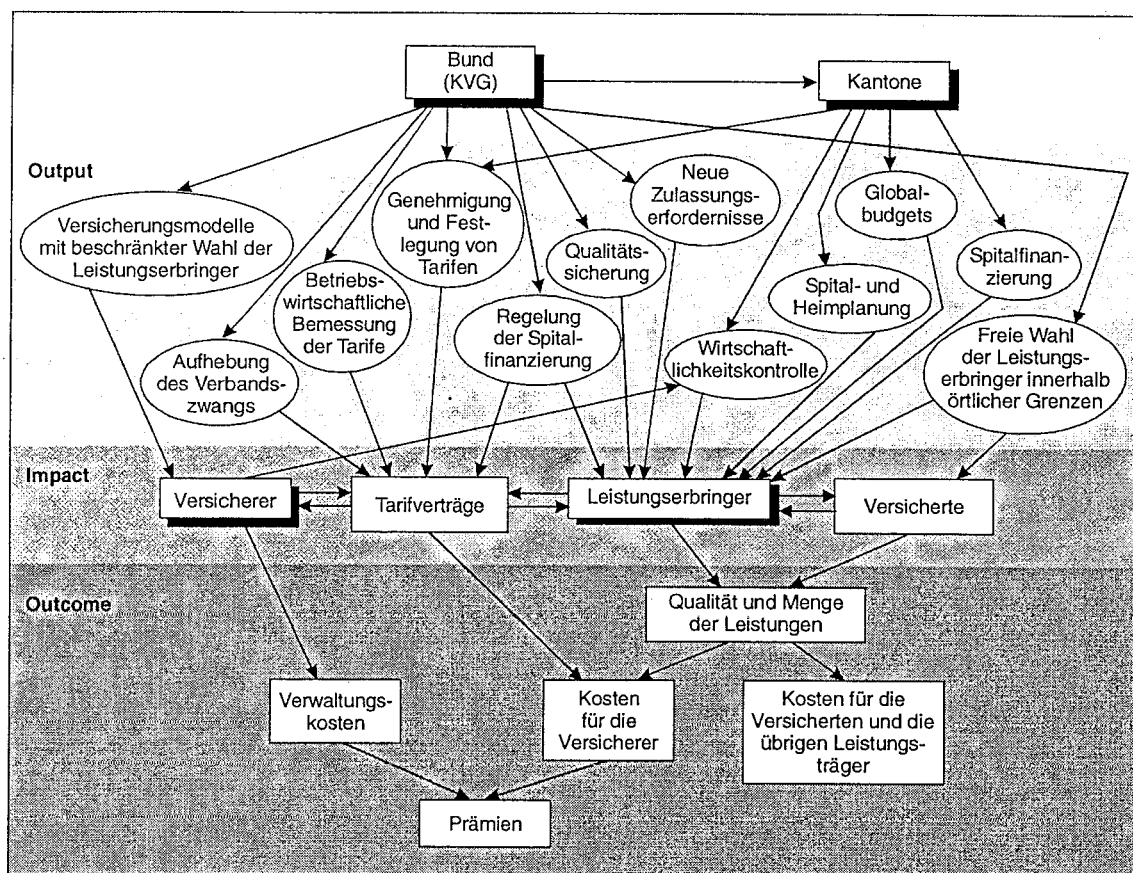 Bund
(KVG)
Kantone
Output
Versicherungsmodelle
mit beschränkter Wahl der
Leistungserbringer
Genehmigung
und Fest-
legung von
Tarifen
Neue
Zulassungs-
erfordernisse
Global-
budgets
Qualitäts-
sicherung
Spitalfinan-
zierung
Betriebs-
wirtschaftliche
Bemessung
der Tarife
Spital- und
Heimplanung
Regelung
der Spital-
finanzierung
Aufhebung
des Verbands-
zwangs
Wirtschaft-
lichkeitskontrolle
Freie Wahl
der Leistungs-
erbringer innerhalb
örtlicher Grenzen
Impact
Versicherer
Tarifverträge
Leistungserbringer
Versicherte
Outcome
Qualität und Menge
der Leistungen
Verwaltungs-
kosten
Kosten
für die
Versicherer
Kosten für die
Versicherten und die
übrigen Leistungs-
träger
Prämien